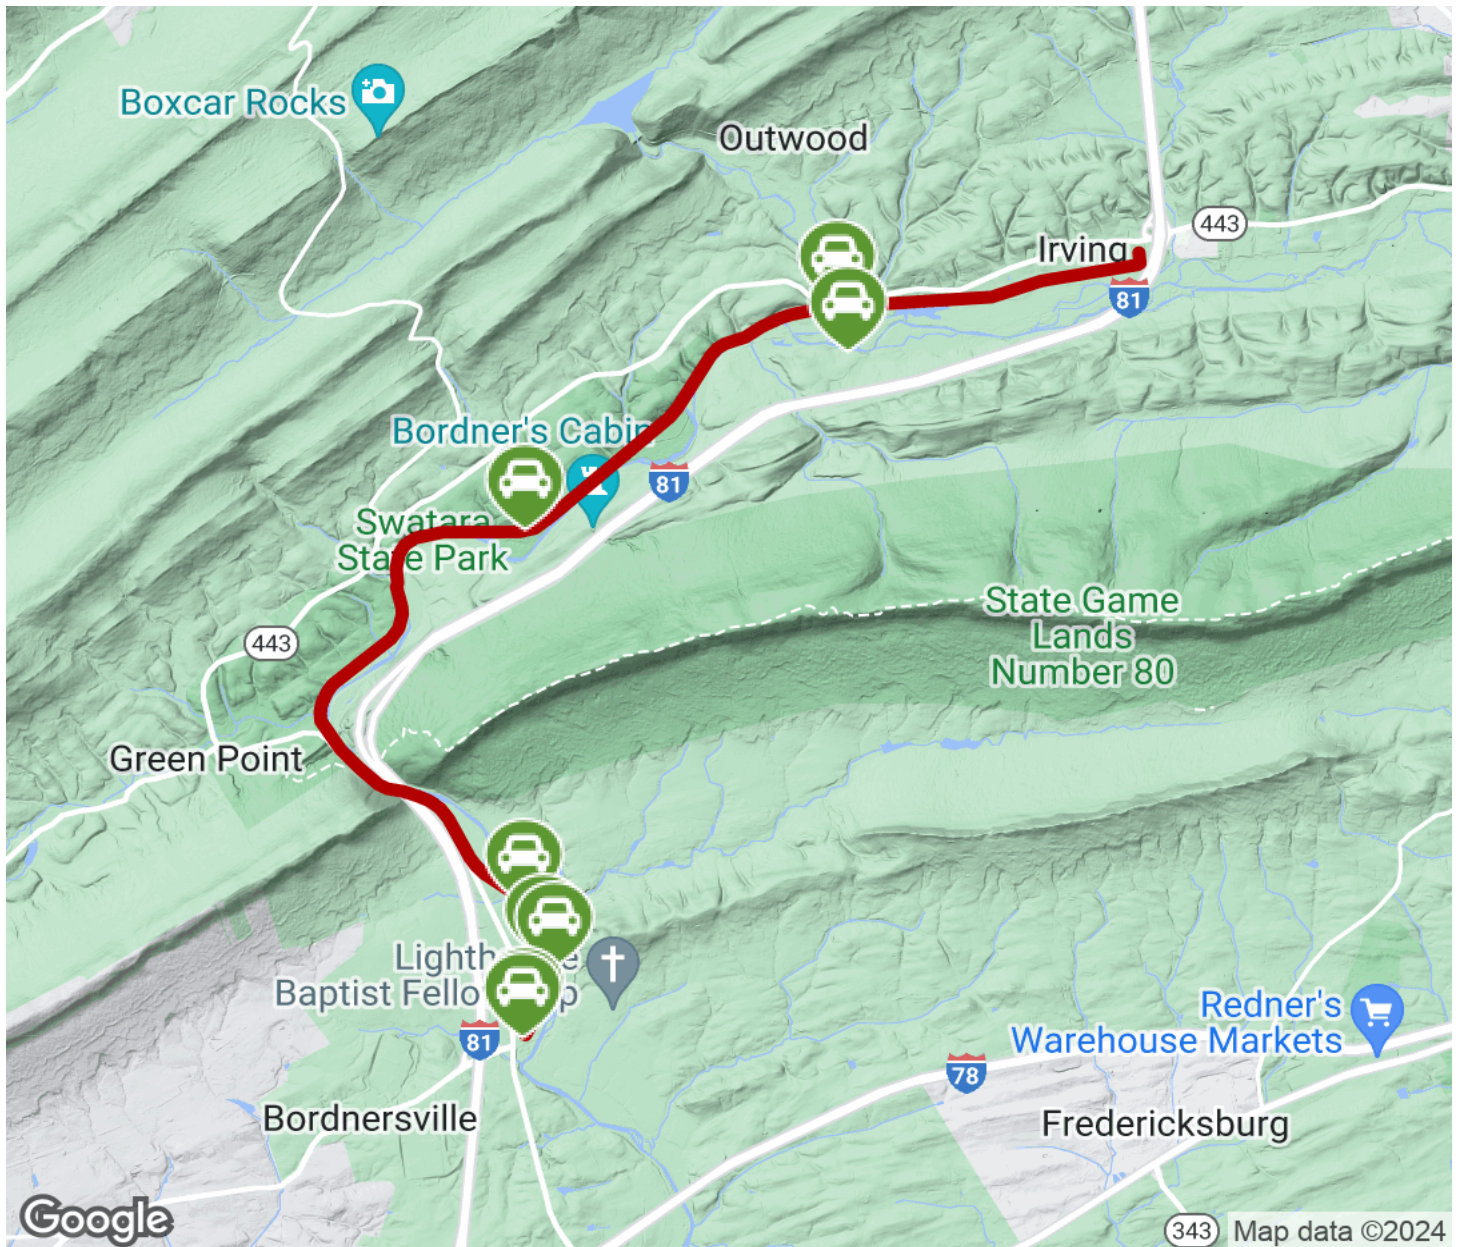 Boxcar Rocks
Outwood
443
Irving
81
Bordner's Cabin
81
Swatara
State Park
State Game
Lands
Number 80
443
Green Point
Baptist
81
Redner's
Warehouse Markets
78
Bordnersville
Fredericksburg
Google
343
Map data ©2024